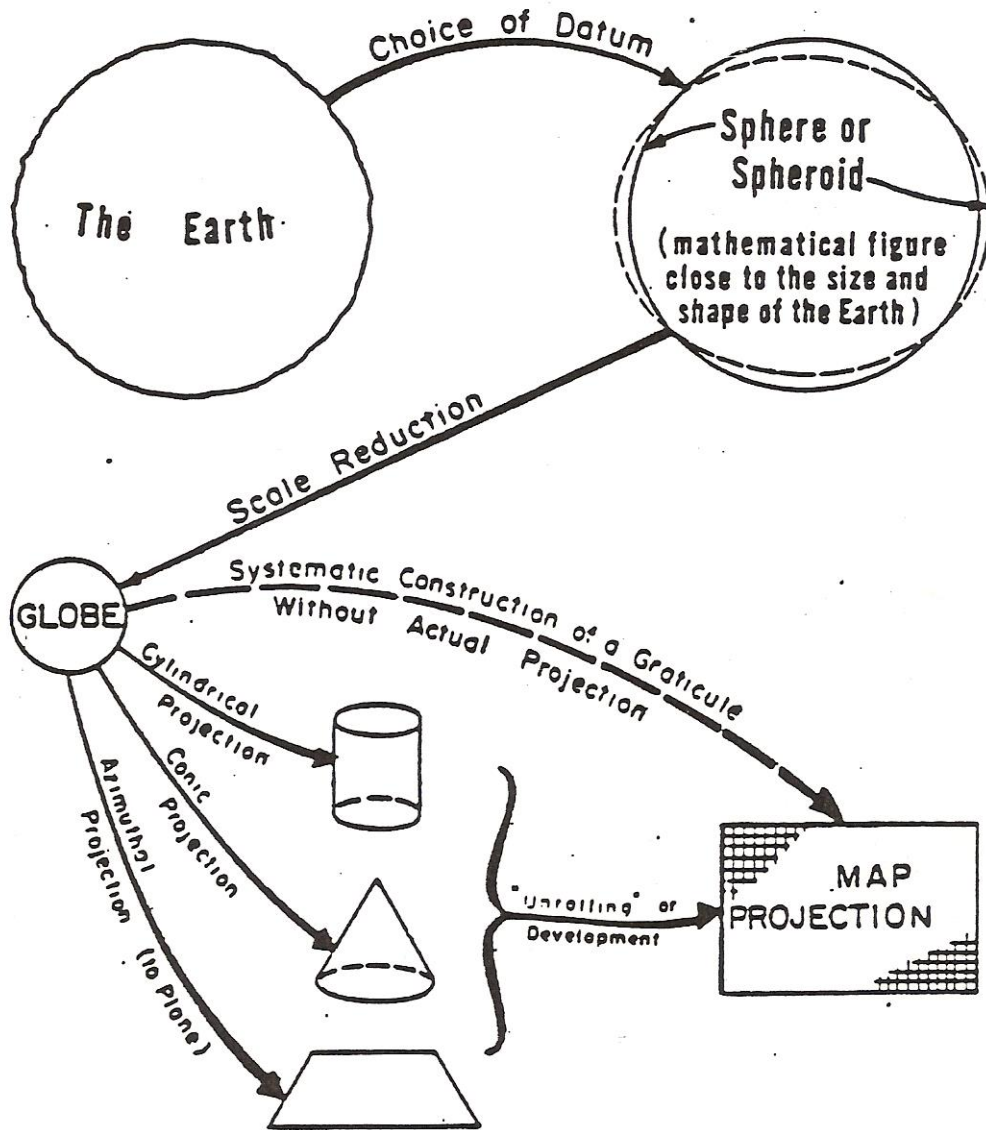 Choice of Datum
The Earth
Sphere or
Spheroid
(mathematical figure
close to the size and
shape of the Earth)
Scale Reduction
GLOBE
Systematic Construction of a Graticule
Without Actual Projection
Cylindrical
Projection
Conic
Projection
Azimuthal
Projection (to Plane)
"Unrolling" or
Development
MAP
PROJECTION